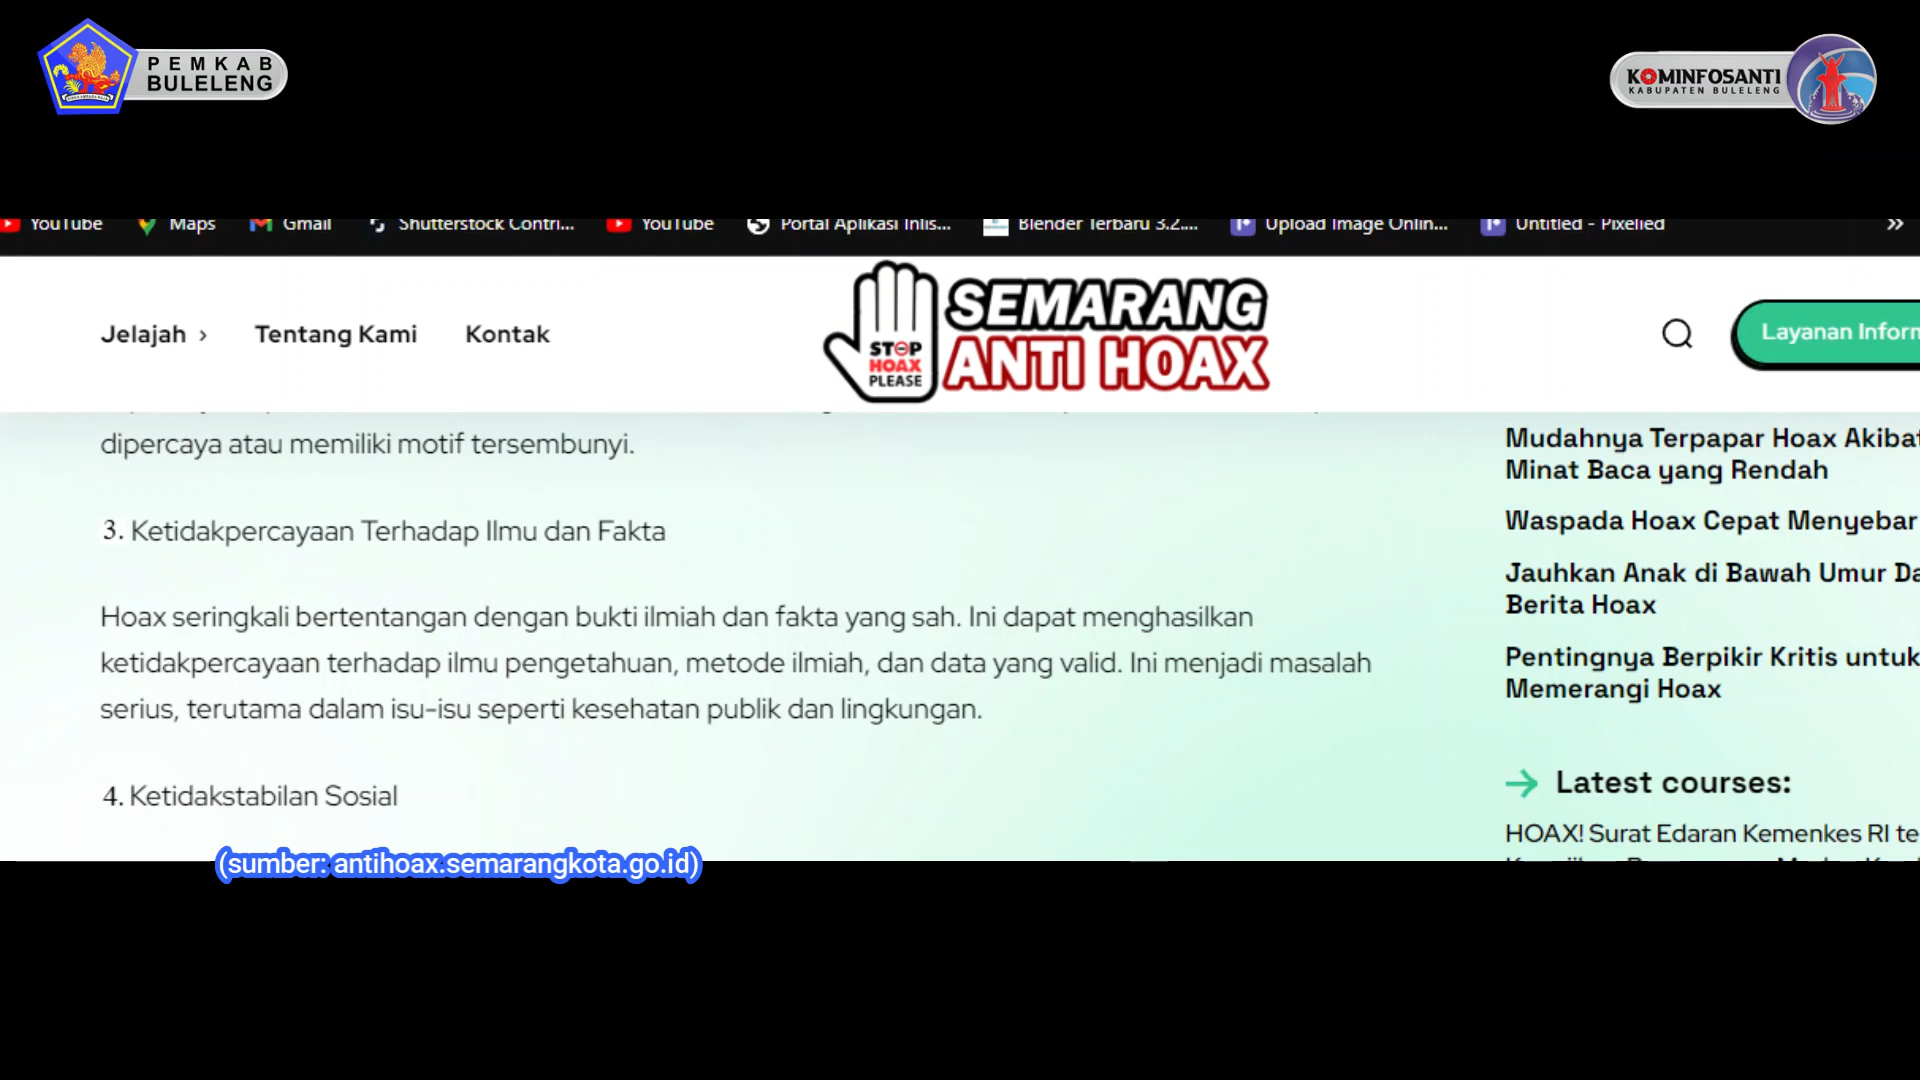 PEMKAB
BULELENG
KOMINFOSANTI
KABUPATEN BULELENG
YouTube Maps Gmail Shutterstock Contri... YouTube Portal Aplikasi Inlis... Blender Terbaru 3.2.... Upload Image Onlin... Untitled - Pixelied »
Jelajah › Tentang Kami Kontak
STOP
HOAX
PLEASE
SEMARANG
ANTI HOAX
Layanan Inforn
dipercaya atau memiliki motif tersembunyi.
3. Ketidakpercayaan Terhadap Ilmu dan Fakta
Hoax seringkali bertentangan dengan bukti ilmiah dan fakta yang sah. Ini dapat menghasilkan
ketidakpercayaan terhadap ilmu pengetahuan, metode ilmiah, dan data yang valid. Ini menjadi masalah
serius, terutama dalam isu-isu seperti kesehatan publik dan lingkungan.
4. Ketidakstabilan Sosial
Mudahnya Terpapar Hoax Akibat
Minat Baca yang Rendah
Waspada Hoax Cepat Menyebar
Jauhkan Anak di Bawah Umur Da
Berita Hoax
Pentingnya Berpikir Kritis untuk
Memerangi Hoax
Latest courses:
HOAX! Surat Edaran Kemenkes RI te
(sumber: antihoax.semarangkota.go.id)